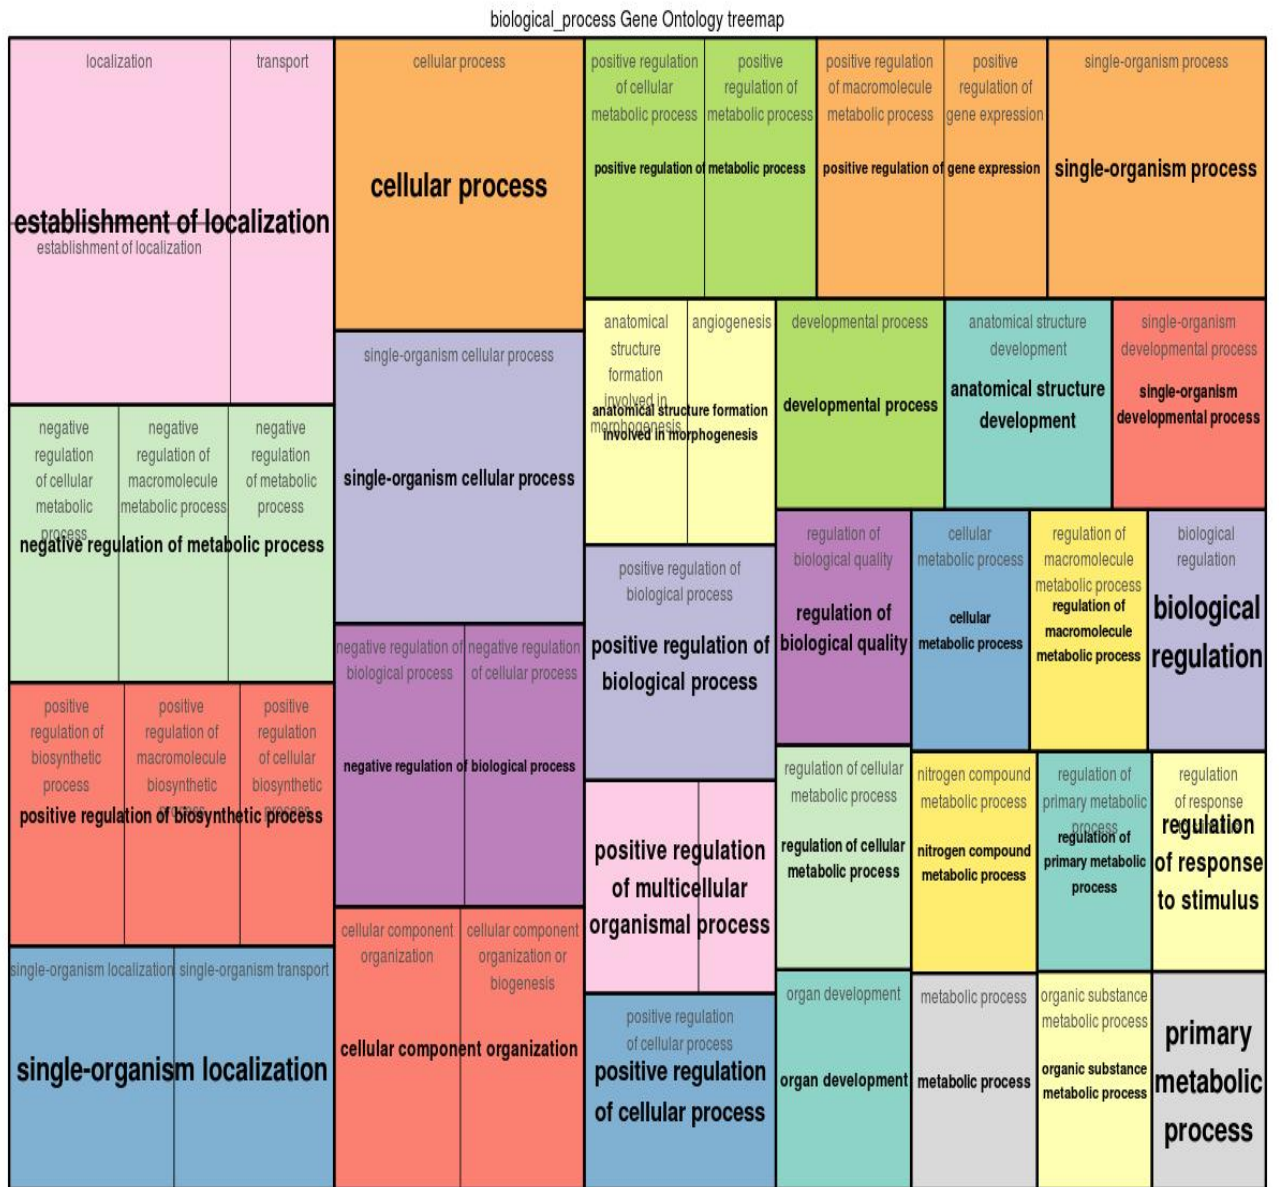 biological_process Gene Ontology treemap
localization
transport
establishment of localization
establishment of localization
negative
regulation
of cellular
metabolic
process
negative
regulation of
macromolecule
metabolic process
negative
regulation
of metabolic
process
negative regulation of metabolic process
positive
regulation of
biosynthetic
process
positive
regulation of
macromolecule
biosynthetic
process
positive
regulation
of cellular
biosynthetic
process
positive regulation of biosynthetic process
single-organism localization
single-organism transport
single-organism localization
cellular process
cellular process
single-organism cellular process
single-organism cellular process
negative regulation of
biological process
negative regulation
of cellular process
negative regulation of biological process
cellular component
organization
cellular component
organization or
biogenesis
cellular component organization
positive regulation
of cellular
metabolic process
positive
regulation of
metabolic process
positive regulation of metabolic process
positive regulation
of macromolecule
metabolic process
positive
regulation of
gene expression
positive regulation of gene expression
single-organism process
single-organism process
anatomical
structure
formation
involved in
morphogenesis
angiogenesis
anatomical structure formation
involved in morphogenesis
developmental process
developmental process
anatomical structure
development
anatomical structure
development
single-organism
developmental process
single-organism
developmental process
positive regulation of
biological process
positive regulation of
biological process
regulation of
biological quality
regulation of
biological quality
cellular
metabolic process
cellular
metabolic process
regulation of
macromolecule
metabolic process
regulation of
macromolecule
metabolic process
biological
regulation
biological
regulation
positive regulation
of multicellular
organismal process
regulation of cellular
metabolic process
regulation of cellular
metabolic process
nitrogen compound
metabolic process
nitrogen compound
metabolic process
regulation of
primary metabolic
process
regulation of
primary metabolic
process
regulation
of response
to stimulus
regulation
of response
to stimulus
positive regulation
of cellular process
positive regulation
of cellular process
organ development
organ development
metabolic process
metabolic process
organic substance
metabolic process
organic substance
metabolic process
primary
metabolic
process